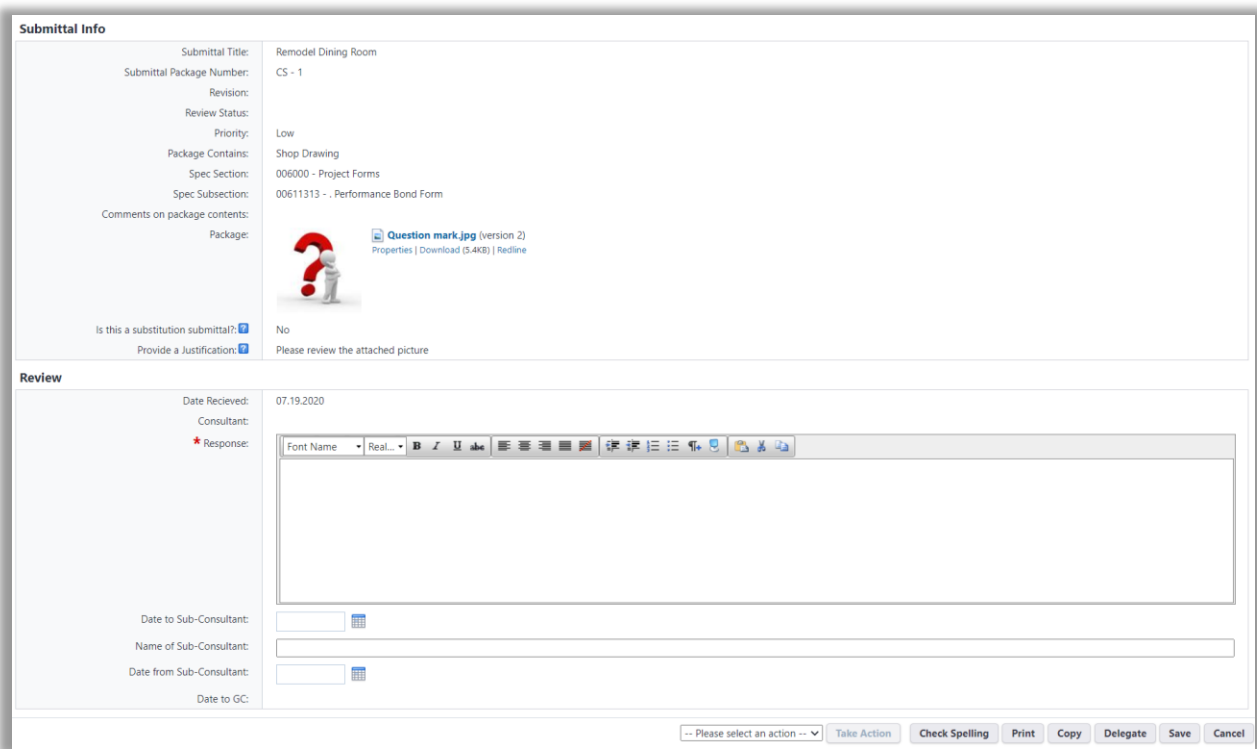 Submittal Info
Submittal Title: Remodel Dining Room
Submittal Package Number: CS - 1
Revision:
Review Status:
Priority: Low
Package Contains: Shop Drawing
Spec Section: 006000 - Project Forms
Spec Subsection: 00611313 - . Performance Bond Form
Comments on package contents:
Package: Question mark.jpg (version 2)
Properties | Download (5.4KB) | Redline
Is this a substitution submittal?: No
Provide a Justification: Please review the attached picture
Review
Date Recieved: 07.19.2020
Consultant:
* Response: Font Name Real... B I U abc
Date to Sub-Consultant:
Name of Sub-Consultant:
Date from Sub-Consultant:
Date to GC:
-- Please select an action -- Take Action Check Spelling Print Copy Delegate Save Cancel